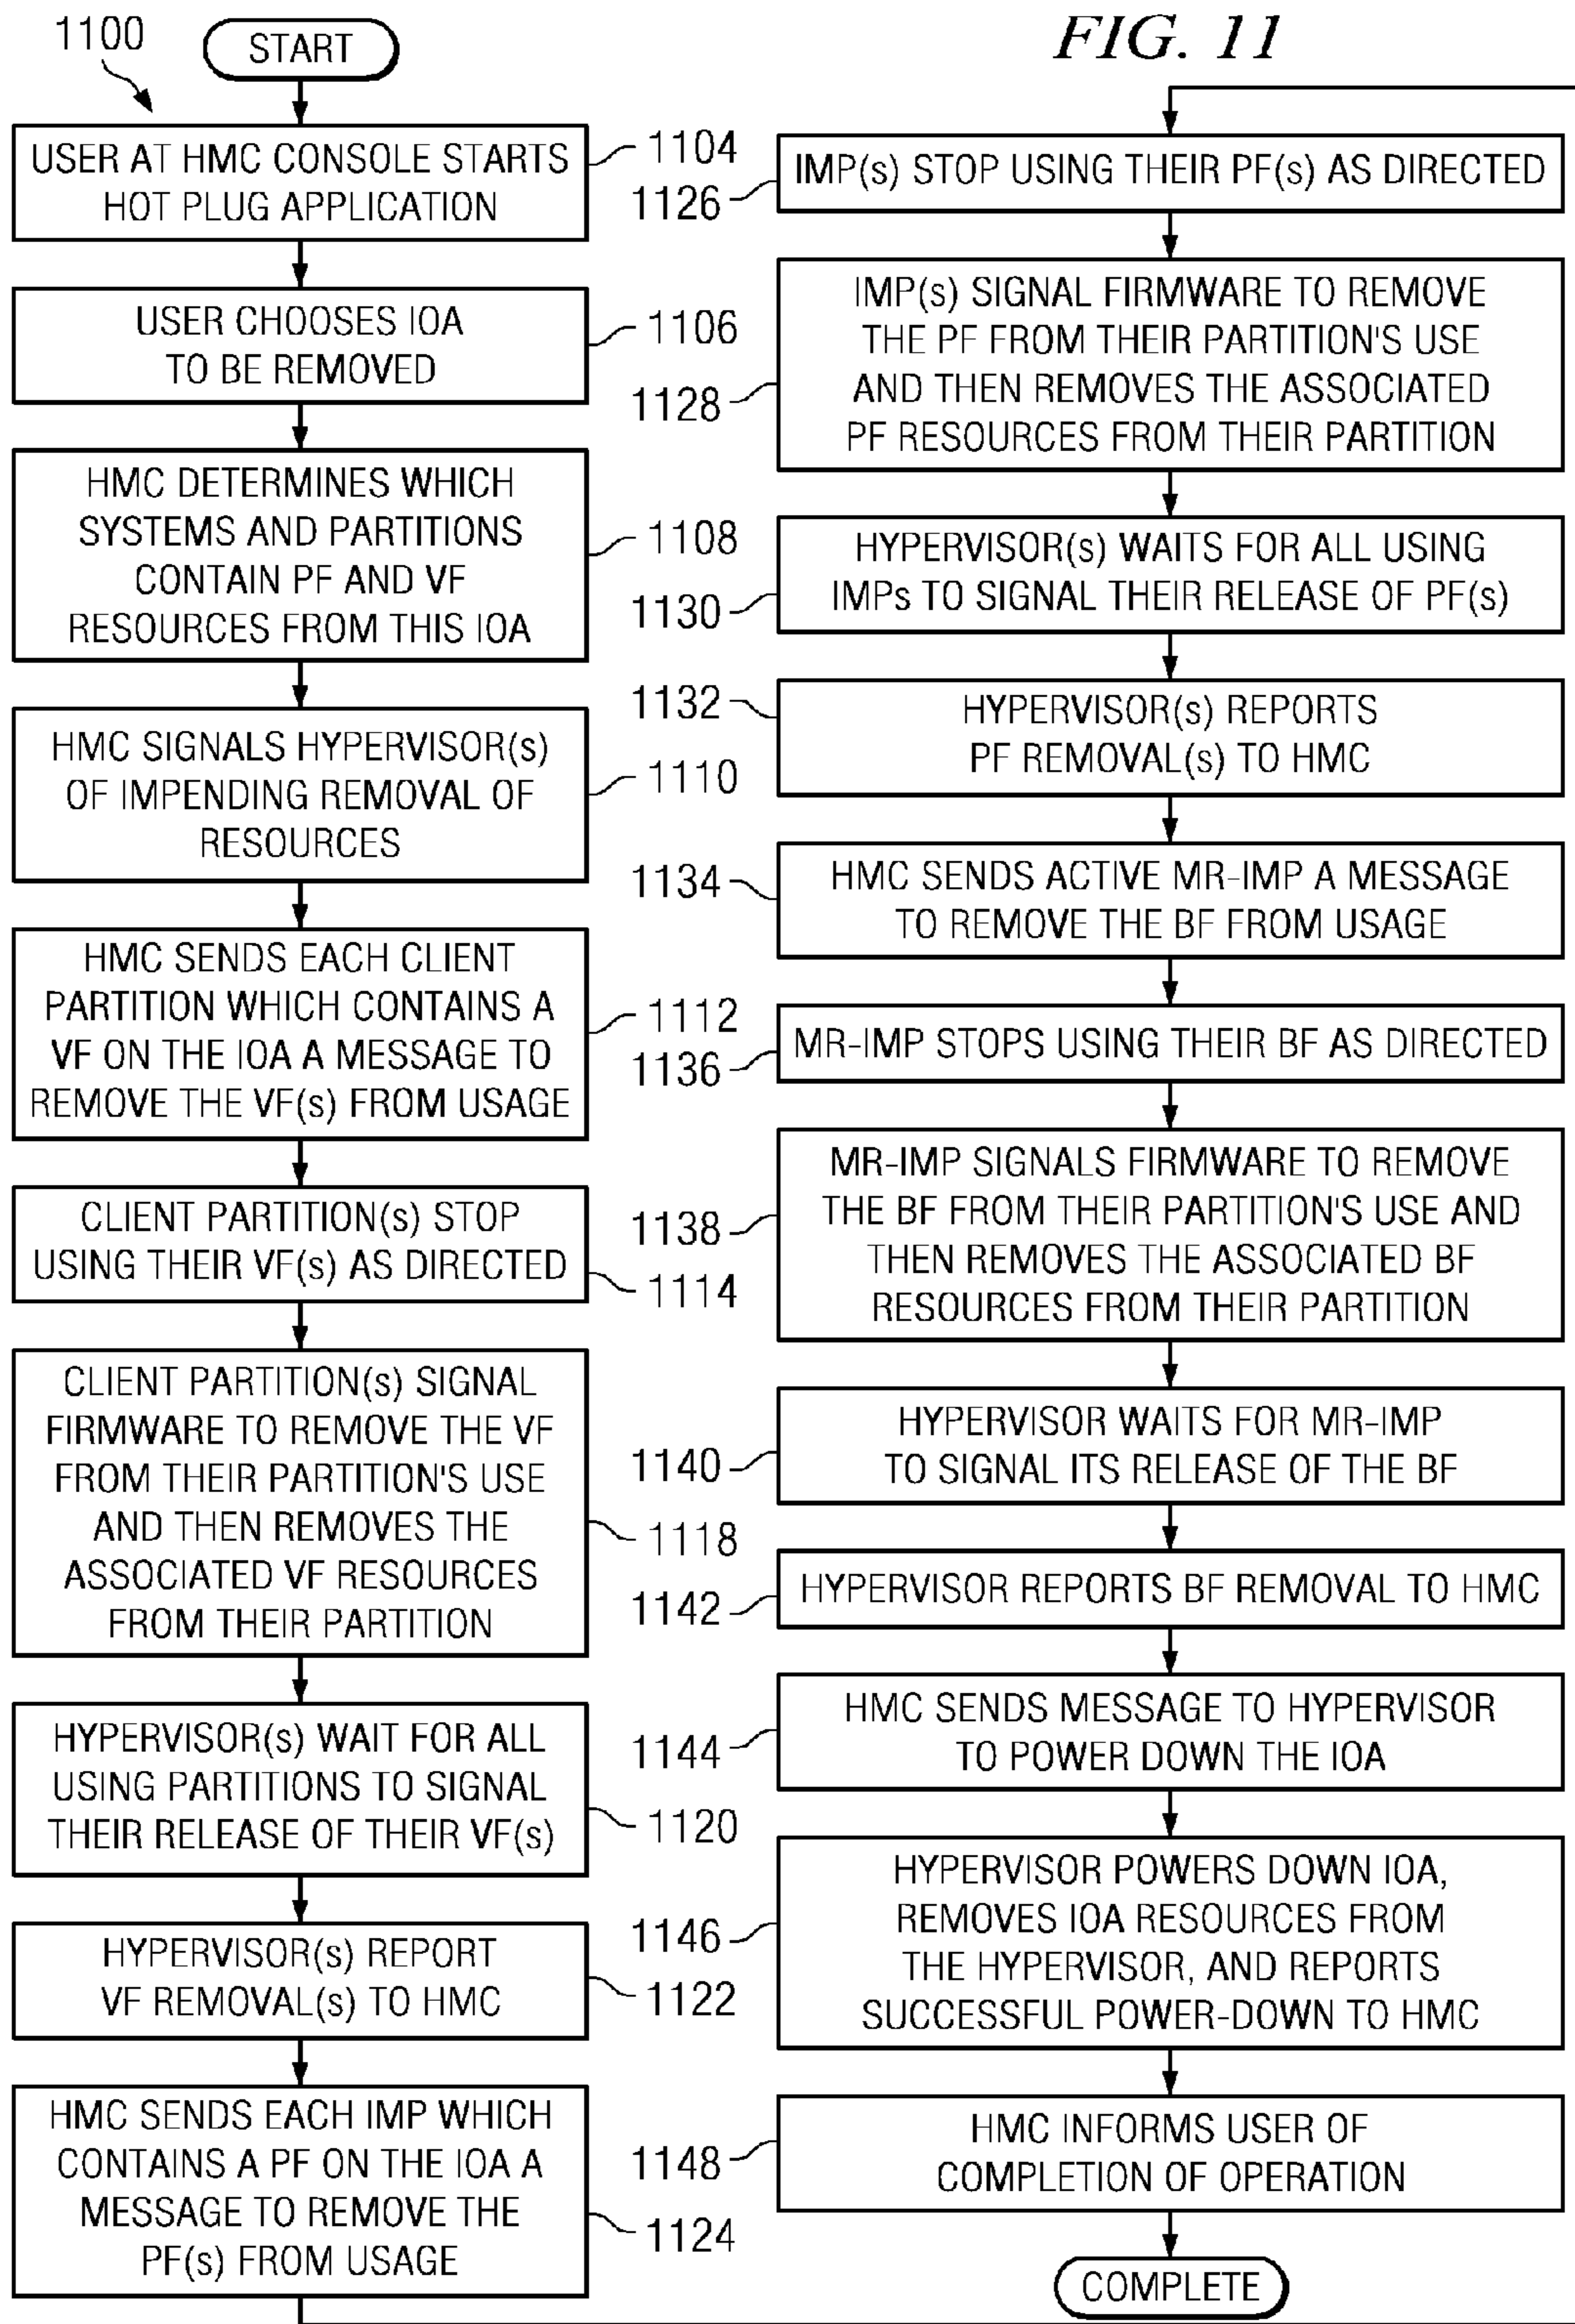 FIG. 11
1100
START
USER AT HMC CONSOLE STARTS
HOT PLUG APPLICATION
1104
USER CHOOSES IOA
TO BE REMOVED
1106
HMC DETERMINES WHICH
SYSTEMS AND PARTITIONS
CONTAIN PF AND VF
RESOURCES FROM THIS IOA
1108
HMC SIGNALS HYPERVISOR(s)
OF IMPENDING REMOVAL OF
RESOURCES
1110
HMC SENDS EACH CLIENT
PARTITION WHICH CONTAINS A
VF ON THE IOA A MESSAGE TO
REMOVE THE VF(s) FROM USAGE
1112
CLIENT PARTITION(s) STOP
USING THEIR VF(s) AS DIRECTED
1114
CLIENT PARTITION(s) SIGNAL
FIRMWARE TO REMOVE THE VF
FROM THEIR PARTITION'S USE
AND THEN REMOVES THE
ASSOCIATED VF RESOURCES
FROM THEIR PARTITION
1118
HYPERVISOR(s) WAIT FOR ALL
USING PARTITIONS TO SIGNAL
THEIR RELEASE OF THEIR VF(s)
1120
HYPERVISOR(s) REPORT
VF REMOVAL(s) TO HMC
1122
HMC SENDS EACH IMP WHICH
CONTAINS A PF ON THE IOA A
MESSAGE TO REMOVE THE
PF(s) FROM USAGE
1124
IMP(s) STOP USING THEIR PF(s) AS DIRECTED
1126
IMP(s) SIGNAL FIRMWARE TO REMOVE
THE PF FROM THEIR PARTITION'S USE
AND THEN REMOVES THE ASSOCIATED
PF RESOURCES FROM THEIR PARTITION
1128
HYPERVISOR(s) WAITS FOR ALL USING
IMPs TO SIGNAL THEIR RELEASE OF PF(s)
1130
HYPERVISOR(s) REPORTS
PF REMOVAL(s) TO HMC
1132
HMC SENDS ACTIVE MR-IMP A MESSAGE
TO REMOVE THE BF FROM USAGE
1134
MR-IMP STOPS USING THEIR BF AS DIRECTED
1136
MR-IMP SIGNALS FIRMWARE TO REMOVE
THE BF FROM THEIR PARTITION'S USE AND
THEN REMOVES THE ASSOCIATED BF
RESOURCES FROM THEIR PARTITION
1138
HYPERVISOR WAITS FOR MR-IMP
TO SIGNAL ITS RELEASE OF THE BF
1140
HYPERVISOR REPORTS BF REMOVAL TO HMC
1142
HMC SENDS MESSAGE TO HYPERVISOR
TO POWER DOWN THE IOA
1144
HYPERVISOR POWERS DOWN IOA,
REMOVES IOA RESOURCES FROM
THE HYPERVISOR, AND REPORTS
SUCCESSFUL POWER-DOWN TO HMC
1146
HMC INFORMS USER OF
COMPLETION OF OPERATION
1148
COMPLETE